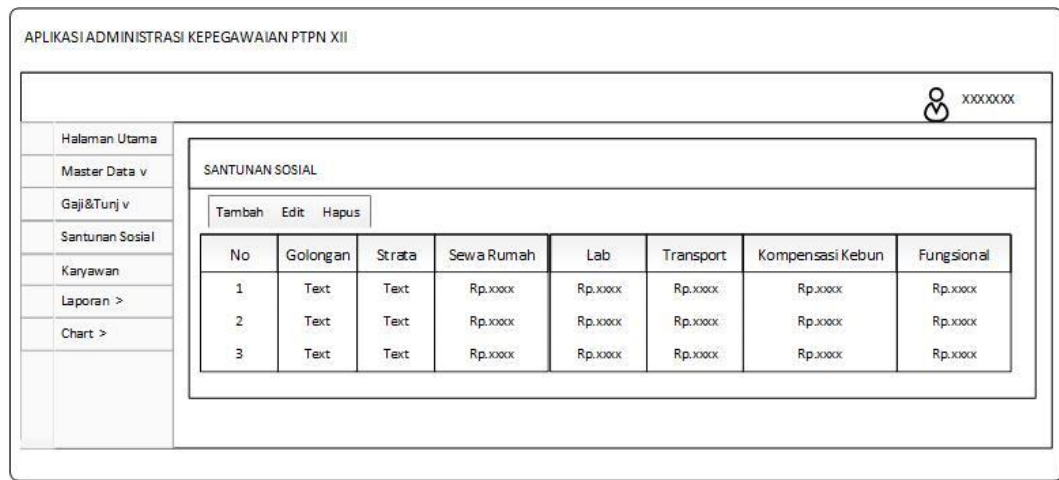 APLIKASI ADMINISTRASI KEPEGAWAIAN PTPN XII
xxxxxxx
Halaman Utama
Master Data v
Gaji&Tunj v
Santunan Sosial
Karyawan
Laporan >
Chart >
SANTUNAN SOSIAL
Tambah Edit Hapus
No Golongan Strata Sewa Rumah Lab Transport Kompensasi Kebun Fungsional
1 Text Text Rp.xxxx Rp.xxxx Rp.xxxx Rp.xxxx Rp.xxxx
2 Text Text Rp.xxxx Rp.xxxx Rp.xxxx Rp.xxxx Rp.xxxx
3 Text Text Rp.xxxx Rp.xxxx Rp.xxxx Rp.xxxx Rp.xxxx